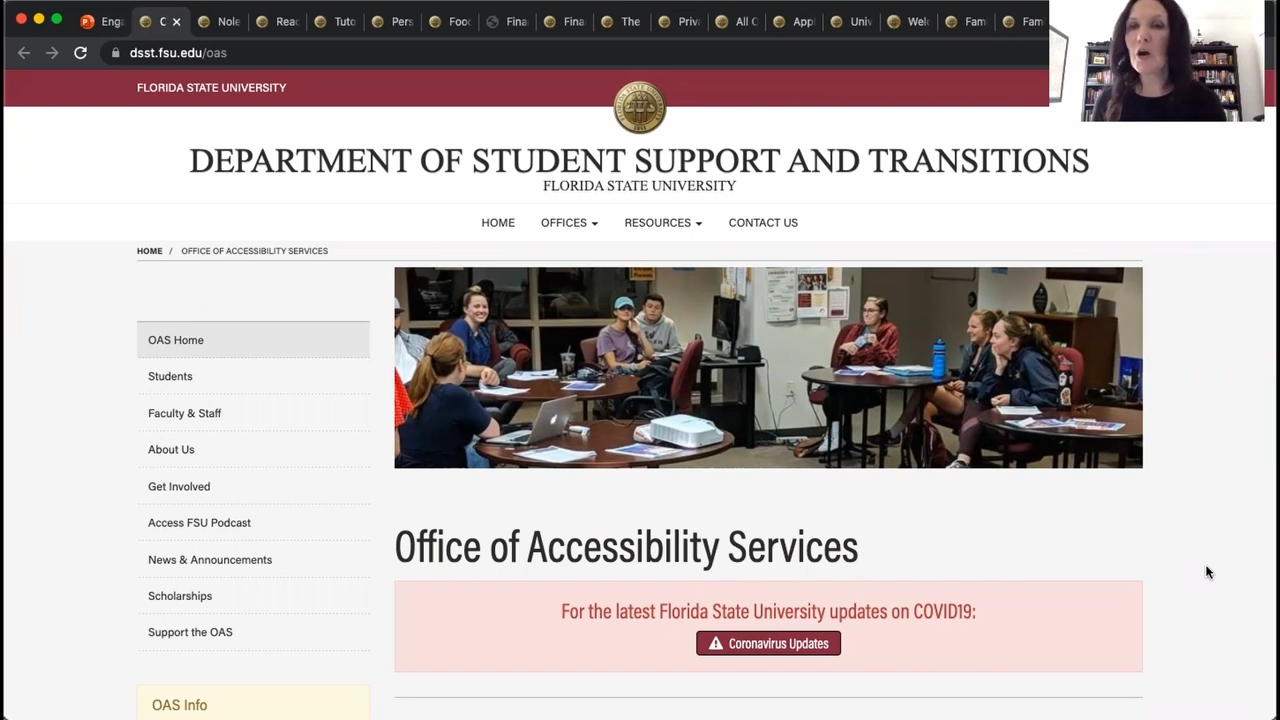 Eng C Nole Rea Tuto Pers Foo Fina Fina The Priva All C App Univ Wel Fam Fam
dsst.fsu.edu/oas
FLORIDA STATE UNIVERSITY
DEPARTMENT OF STUDENT SUPPORT AND TRANSITIONS
FLORIDA STATE UNIVERSITY
HOME OFFICES RESOURCES CONTACT US
HOME / OFFICE OF ACCESSIBILITY SERVICES
OAS Home
Students
Faculty & Staff
About Us
Get Involved
Access FSU Podcast
News & Announcements
Scholarships
Support the OAS
OAS Info
Office of Accessibility Services
For the latest Florida State University updates on COVID19:
Coronavirus Updates